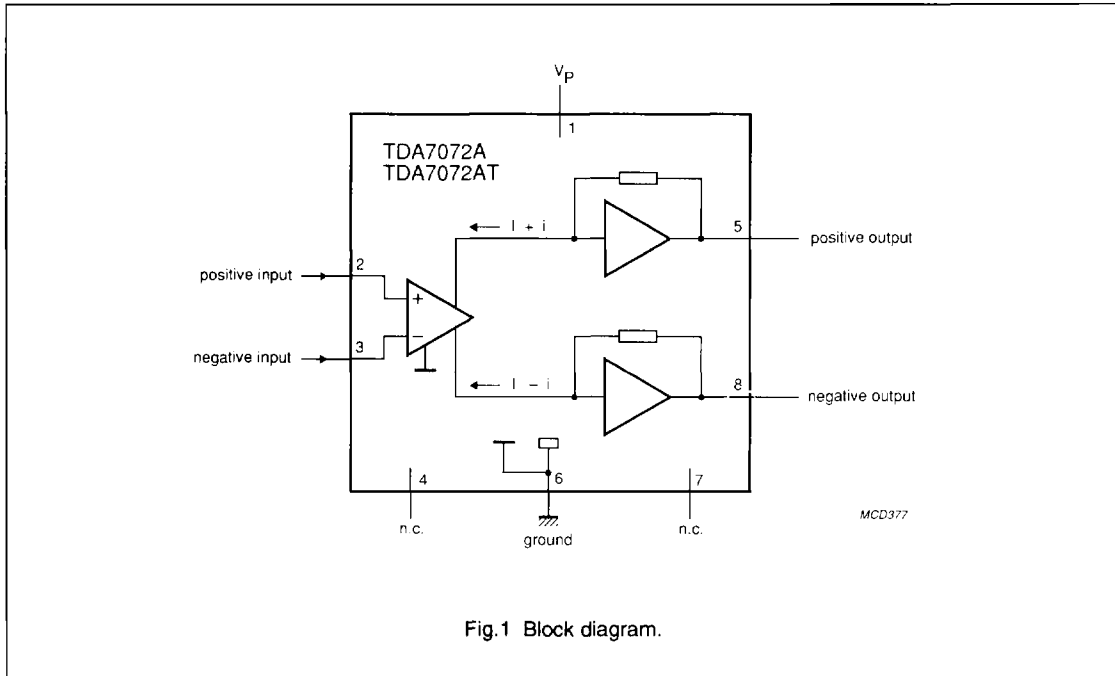 V_P
1
TDA7072A
TDA7072AT
I + i
5
positive output
positive input
2
+
−
negative input
3
I − i
8
negative output
4
6
7
n.c.
ground
n.c.
MCD377
Fig.1 Block diagram.